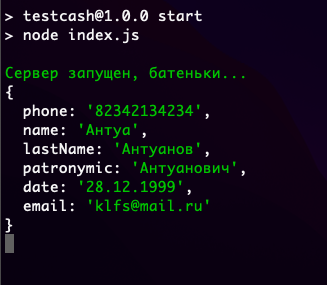 > testcash@1.0.0 start
> node index.js
Сервер запущен, батеньки...
{
  phone: '82342134234',
  name: 'Антуа',
  lastName: 'Антуанов',
  patronymic: 'Антуанович',
  date: '28.12.1999',
  email: 'klfs@mail.ru'
}